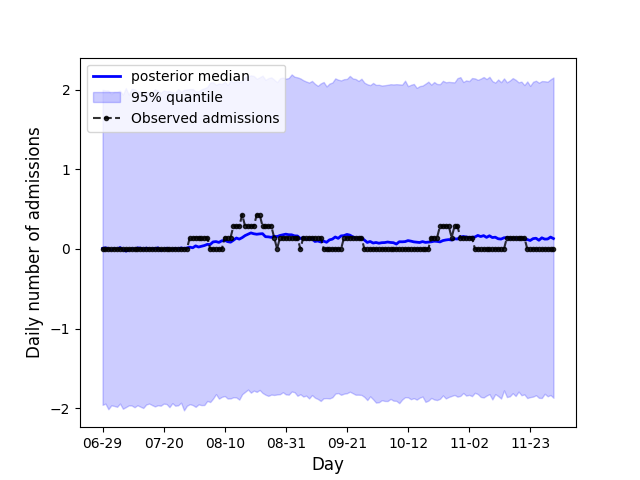 posterior median
95% quantile
Observed admissions
Daily number of admissions
2
1
0
−1
−2
06-29 07-20 08-10 08-31 09-21 10-12 11-02 11-23
Day